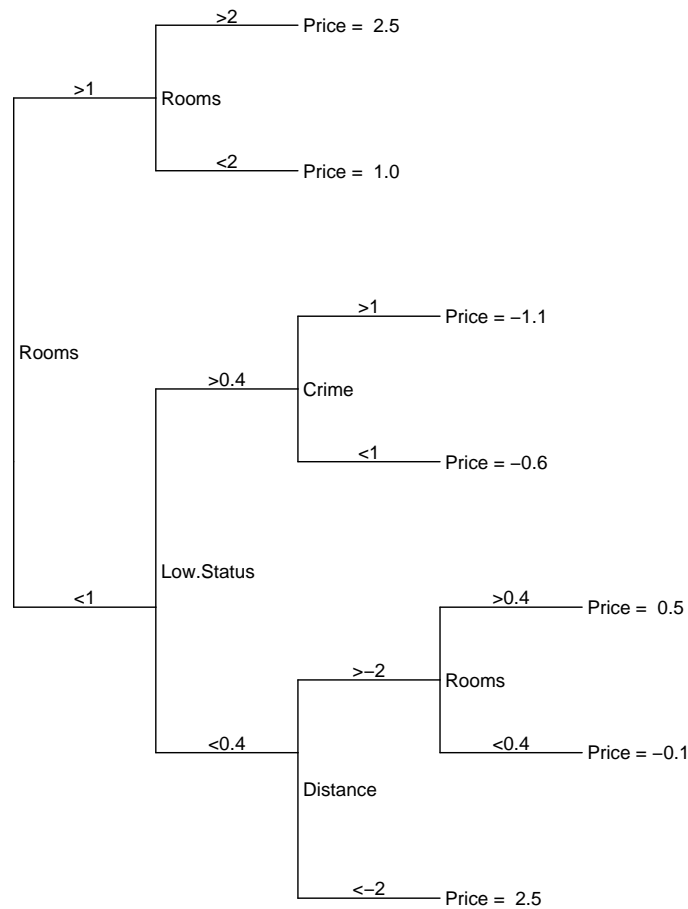 >2
Price = 2.5
>1
Rooms
<2
Price = 1.0
>1
Price = −1.1
Rooms
>0.4
Crime
<1
Price = −0.6
Low.Status
<1
>0.4
Price = 0.5
>−2
Rooms
<0.4
<0.4
Price = −0.1
Distance
<−2
Price = 2.5